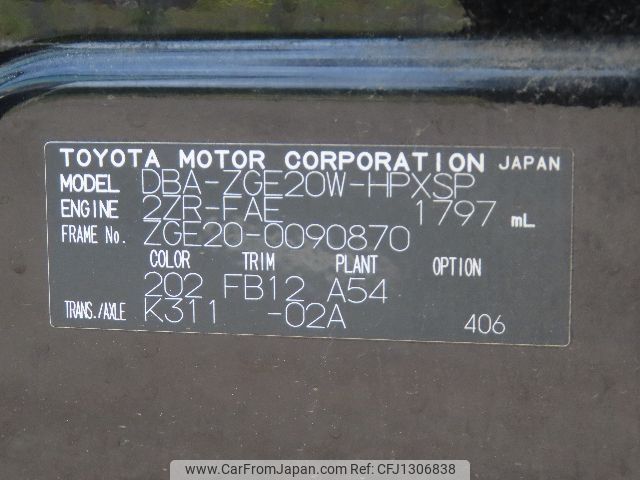 TOYOTA MOTOR CORPORATION JAPAN
MODEL DBA-ZGE20W-HPXSP
ENGINE 2ZR-FAE 1797 mL
FRAME No. ZGE20-0090870
COLOR TRIM PLANT OPTION
202 FB12 A54
TRANS./AXLE K311 -02A 406
www.CarFromJapan.com - CFJ1306838